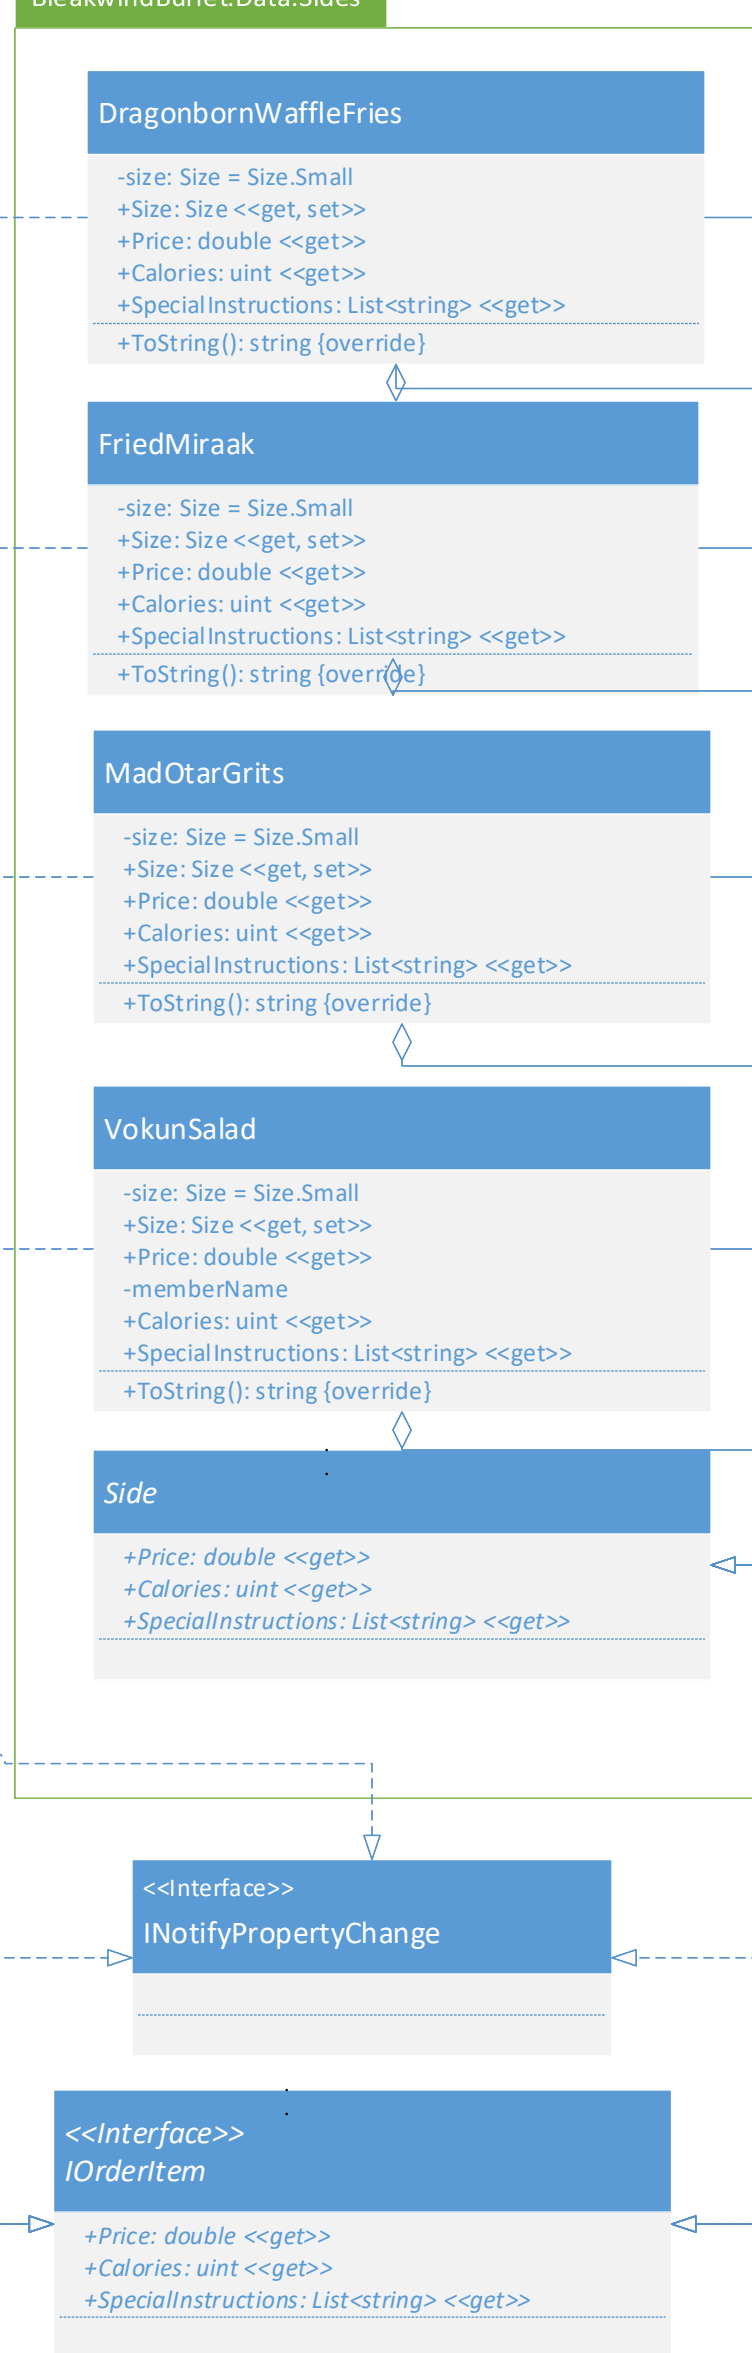 BleakwindBuffet.Data.Sides
DragonbornWaffleFries
-size: Size = Size.Small
+Size: Size <<get, set>>
+Price: double <<get>>
+Calories: uint <<get>>
+SpecialInstructions: List<string> <<get>>
+ToString(): string {override}
FriedMiraak
-size: Size = Size.Small
+Size: Size <<get, set>>
+Price: double <<get>>
+Calories: uint <<get>>
+SpecialInstructions: List<string> <<get>>
+ToString(): string {override}
MadOtarGrits
-size: Size = Size.Small
+Size: Size <<get, set>>
+Price: double <<get>>
+Calories: uint <<get>>
+SpecialInstructions: List<string> <<get>>
+ToString(): string {override}
VokunSalad
-size: Size = Size.Small
+Size: Size <<get, set>>
+Price: double <<get>>
-memberName
+Calories: uint <<get>>
+SpecialInstructions: List<string> <<get>>
+ToString(): string {override}
Side
+Price: double <<get>>
+Calories: uint <<get>>
+SpecialInstructions: List<string> <<get>>
<<Interface>>
INotifyPropertyChange
<<Interface>>
IOrderItem
+Price: double <<get>>
+Calories: uint <<get>>
+SpecialInstructions: List<string> <<get>>